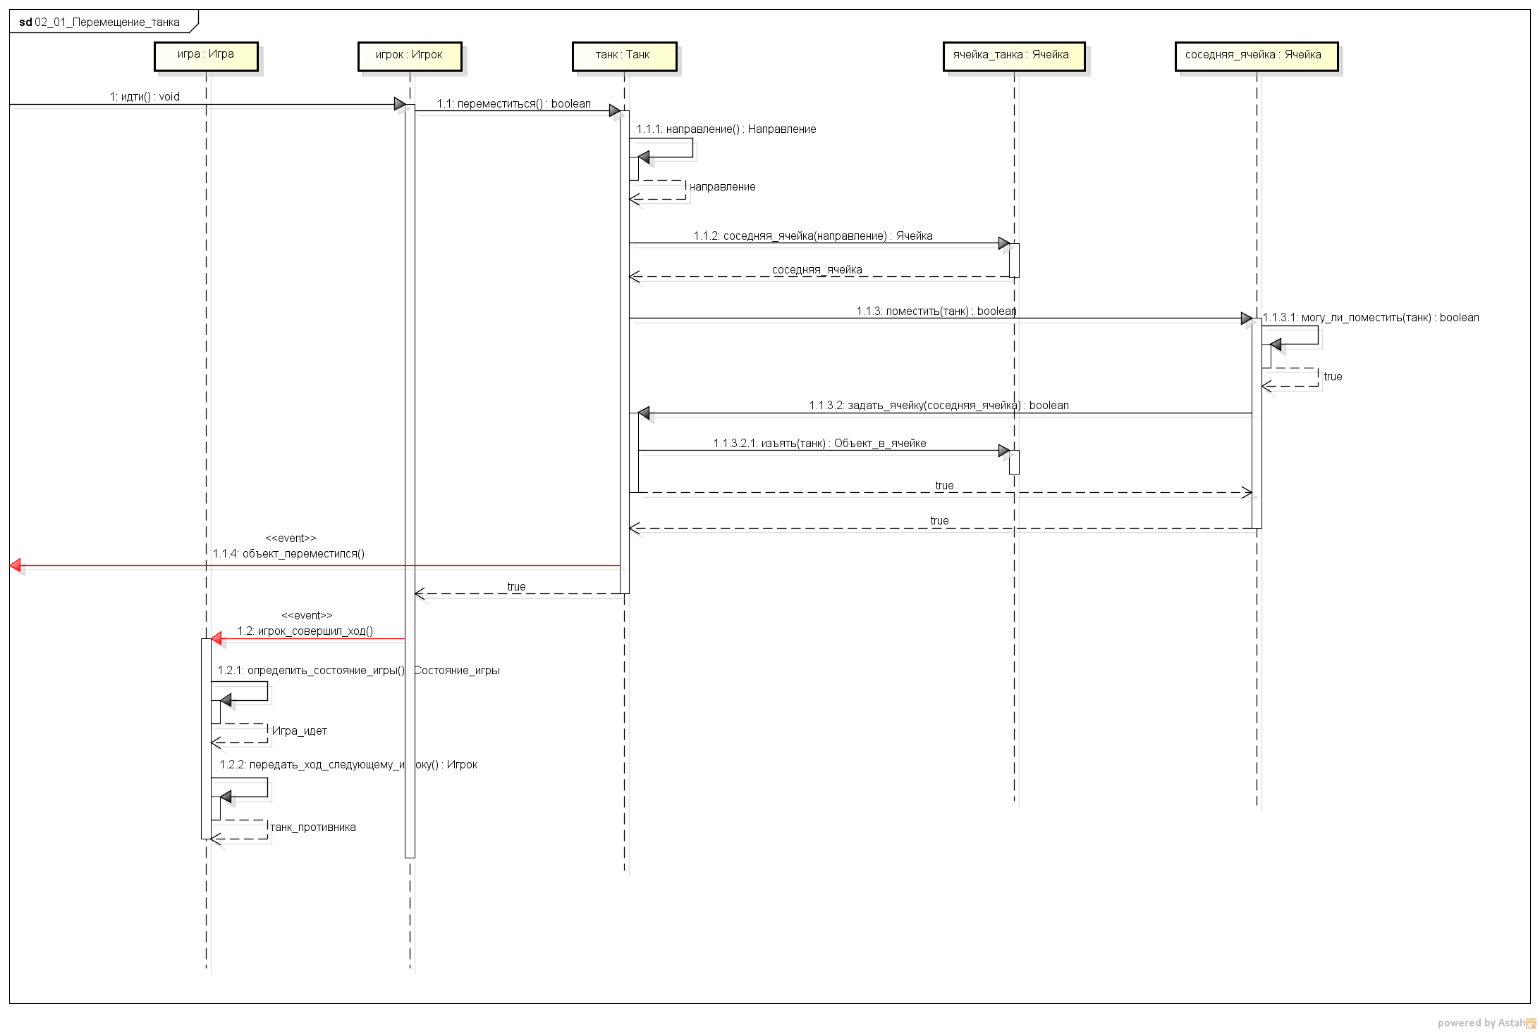 sd 02_01_Перемещение_танка
игра : Игра
игрок : Игрок
танк : Танк
ячейка_танка : Ячейка
соседняя_ячейка : Ячейка
1: идти() : void
1.1: переместиться() : boolean
1.1.1: направление() : Направление
направление
1.1.2: соседняя_ячейка(направление) : Ячейка
соседняя_ячейка
1.1.3: поместить(танк) : boolean
1.1.3.1: могу_ли_поместить(танк) : boolean
true
1.1.3.2: задать_ячейку(соседняя_ячейка) : boolean
1.1.3.2.1: изъять(танк) : Объект_в_ячейке
true
true
<<event>>
1.1.4: объект_переместился()
true
<<event>>
1.2: игрок_совершил_ход()
1.2.1: определить_состояние_игры() Состояние_игры
Игра_идет
1.2.2: передать_ход_следующему_игроку() : Игрок
танк_противника
powered by Astah